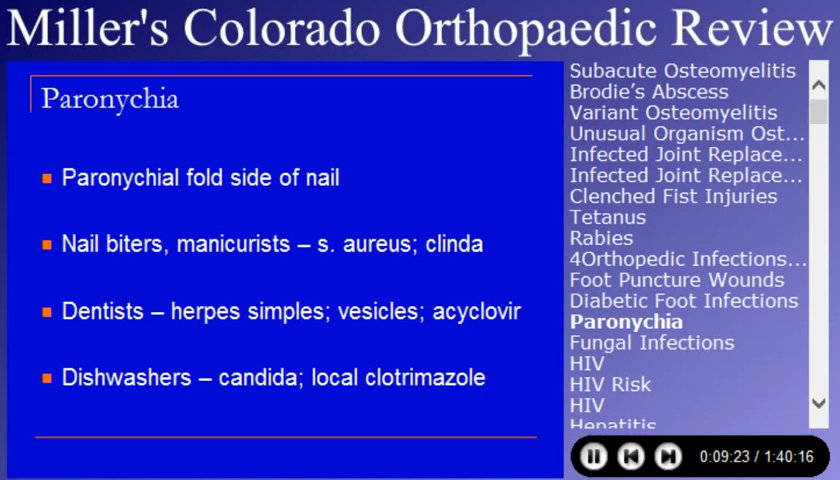 Miller's Colorado Orthopaedic Review
Paronychia
Paronychial fold side of nail
Nail biters, manicurists – s. aureus; clinda
Dentists – herpes simples; vesicles; acyclovir
Dishwashers – candida; local clotrimazole
Subacute Osteomyelitis
Brodie's Abscess
Variant Osteomyelitis
Unusual Organism Ost...
Infected Joint Replace...
Infected Joint Replace...
Clenched Fist Injuries
Tetanus
Rabies
4Orthopedic Infections...
Foot Puncture Wounds
Diabetic Foot Infections
Paronychia
Fungal Infections
HIV
HIV Risk
HIV
Hepatitis
0:09:23 / 1:40:16